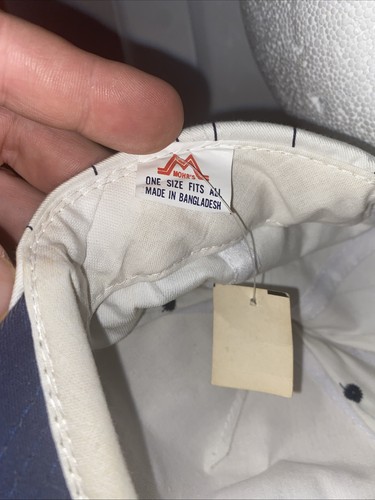 MOHR'S
ONE SIZE FITS ALL
MADE IN BANGLADESH